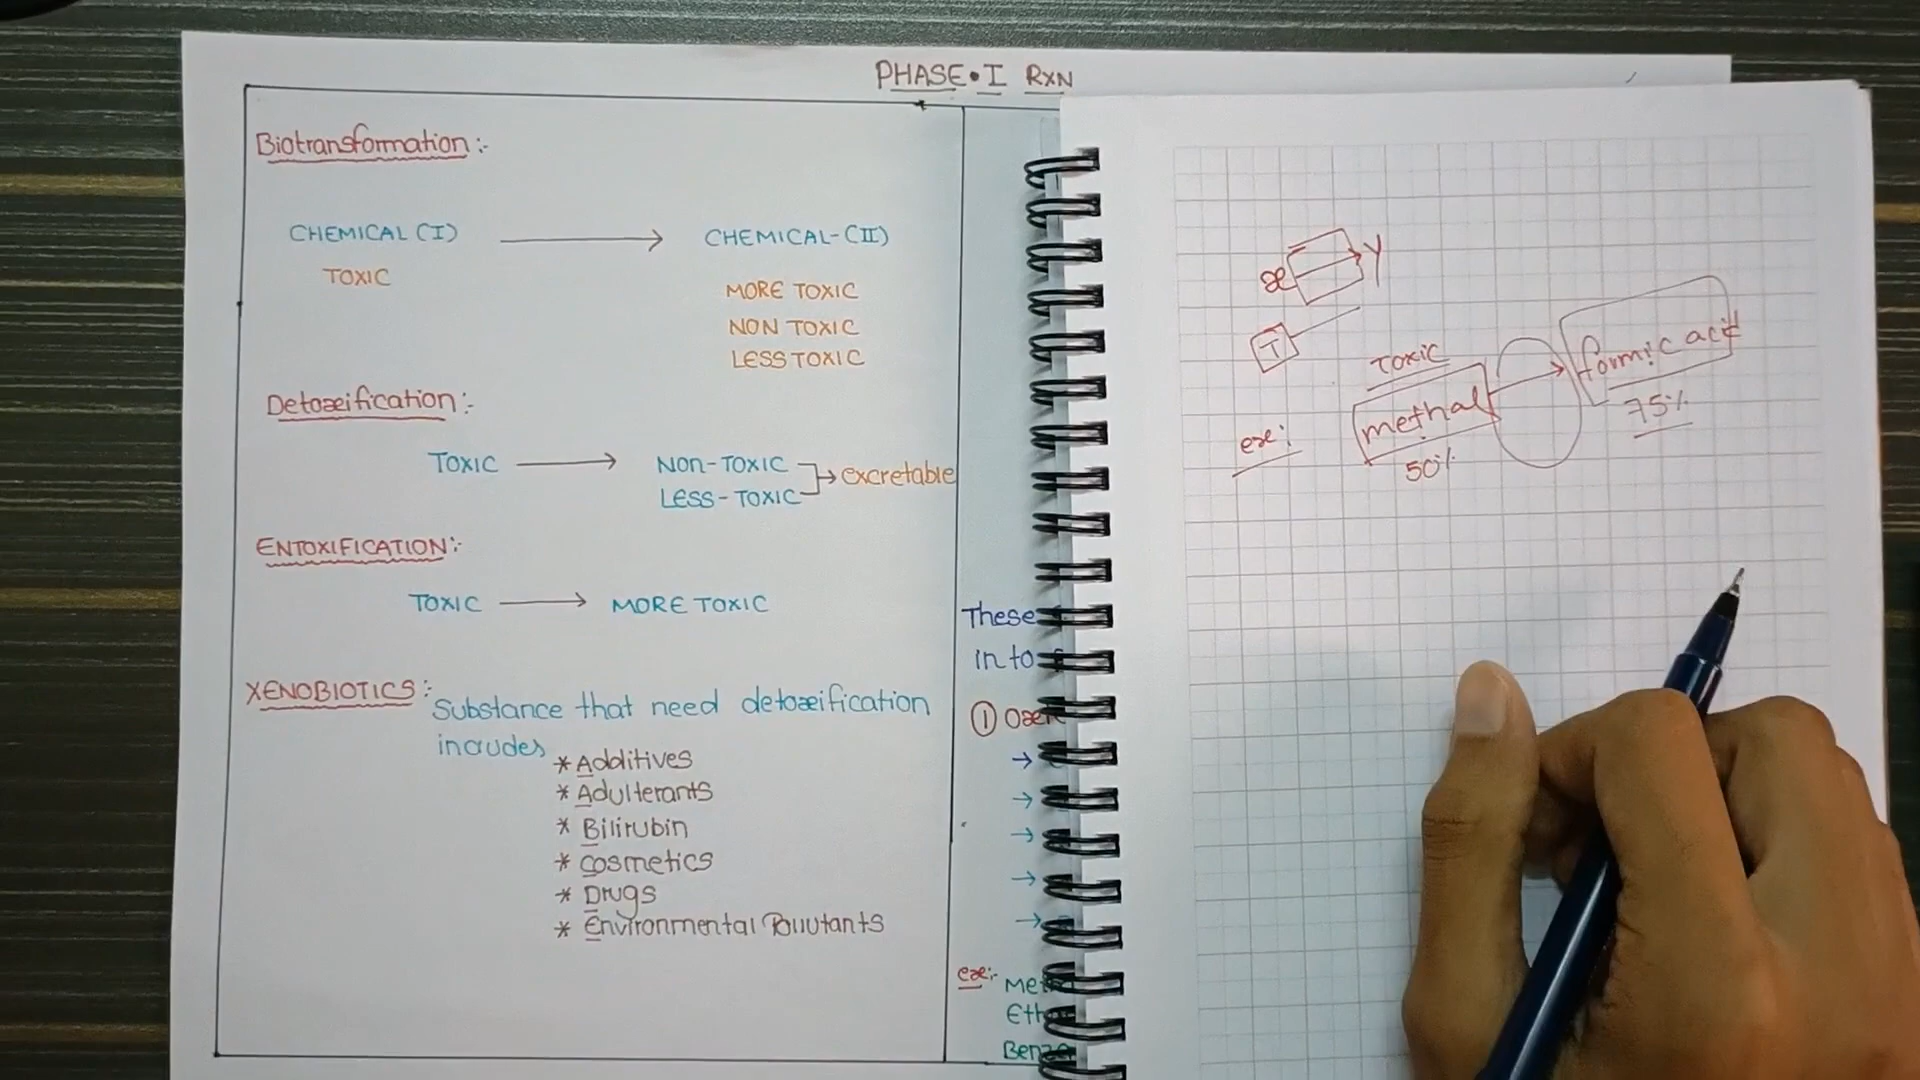 PHASE•I RXN
Biotransformation:-
CHEMICAL (I) → CHEMICAL-(II)
TOXIC
MORE TOXIC
NON TOXIC
LESS TOXIC
Detoxification:-
TOXIC → NON-TOXIC
LESS-TOXIC → excretable
ENTOXIFICATION:-
TOXIC → MORE TOXIC
XENOBIOTICS: Substance that need detoxification
incudes
* Additives
* Adulterants
* Bilirubin
* Cosmetics
* Drugs
* Environmental Pollutants
These
in to
①
→
→
→
→
→
ex:-
x → y
T
Toxic
ex: methal → formic acid
50% 75%